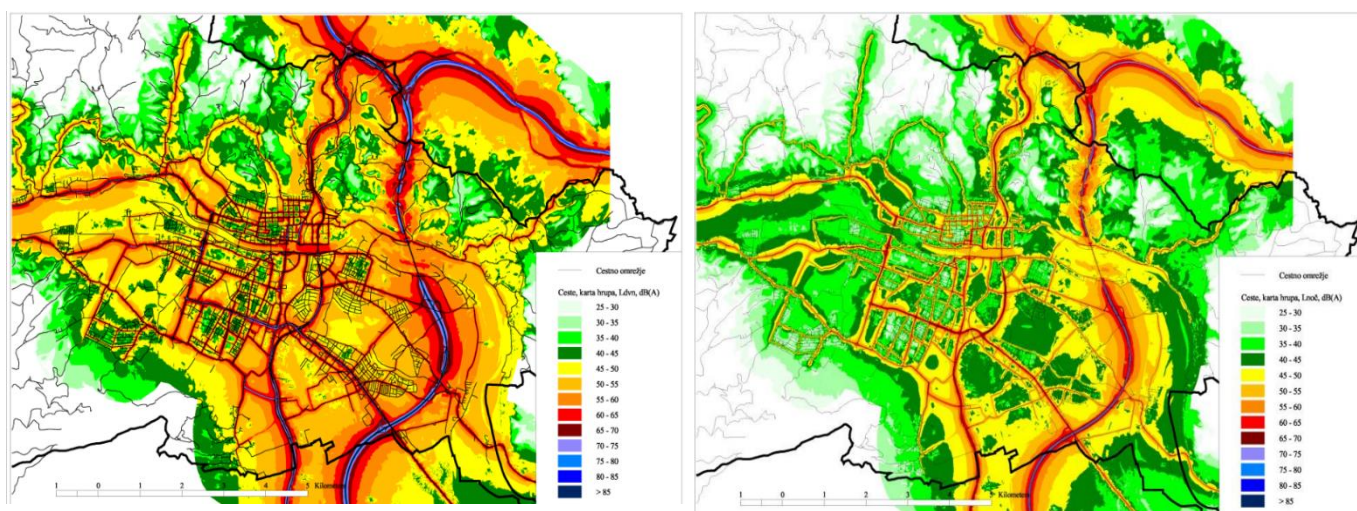 Cestno omrežje
Ceste, karta hrupa, Ldvn, dB(A)
25 - 30
30 - 35
35 - 40
40 - 45
45 - 50
50 - 55
55 - 60
60 - 65
65 - 70
70 - 75
75 - 80
80 - 85
> 85
1 0 1 2 3 4 5 Kilometers
Cestno omrežje
Ceste, karta hrupa, Lnoč, dB(A)
25 - 30
30 - 35
35 - 40
40 - 45
45 - 50
50 - 55
55 - 60
60 - 65
65 - 70
70 - 75
75 - 80
80 - 85
> 85
1 0 1 2 3 4 5 Kilometers